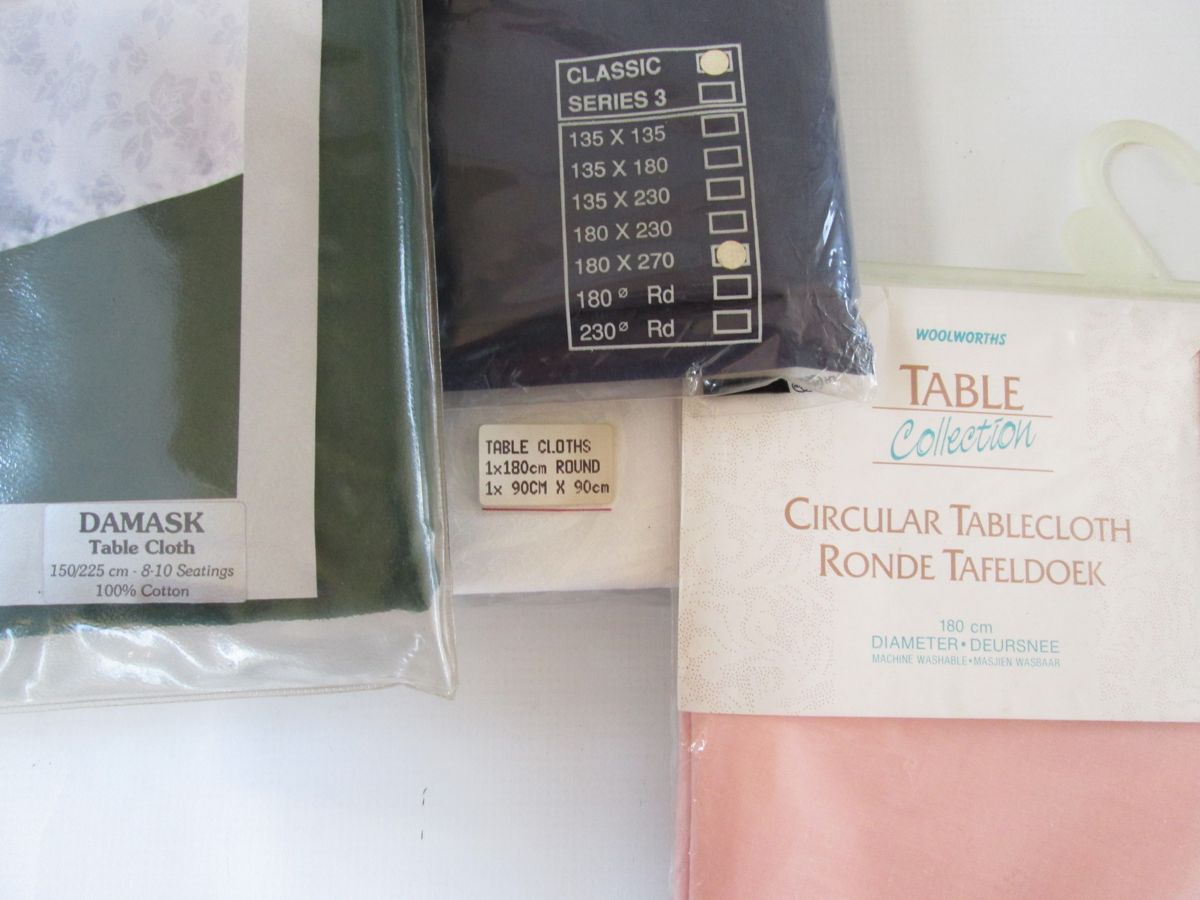 CLASSIC
SERIES 3
135 X 135
135 X 180
135 X 230
180 X 230
180 X 270
180 ø Rd
230 ø Rd
WOOLWORTHS
TABLE
Collection
CIRCULAR TABLECLOTH
RONDE TAFELDOEK
180 cm
DIAMETER • DEURSNEE
MACHINE WASHABLE • MASJIEN WASBAAR
TABLE CLOTHS
1x180cm ROUND
1x 90CM X 90cm
DAMASK
Table Cloth
150/225 cm - 8-10 Seatings
100% Cotton